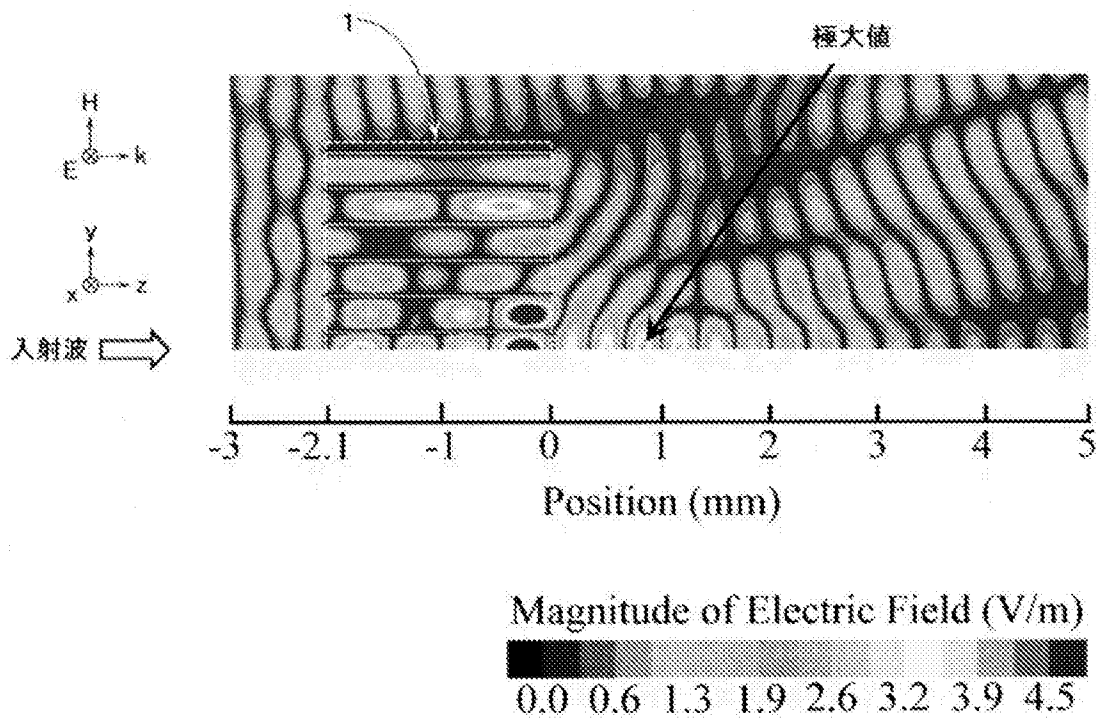 1
極大値
H
E
k
y
x
z
入射波
-3 -2.1 -1 0 1 2 3 4 5
Position (mm)
Magnitude of Electric Field (V/m)
0.0 0.6 1.3 1.9 2.6 3.2 3.9 4.5